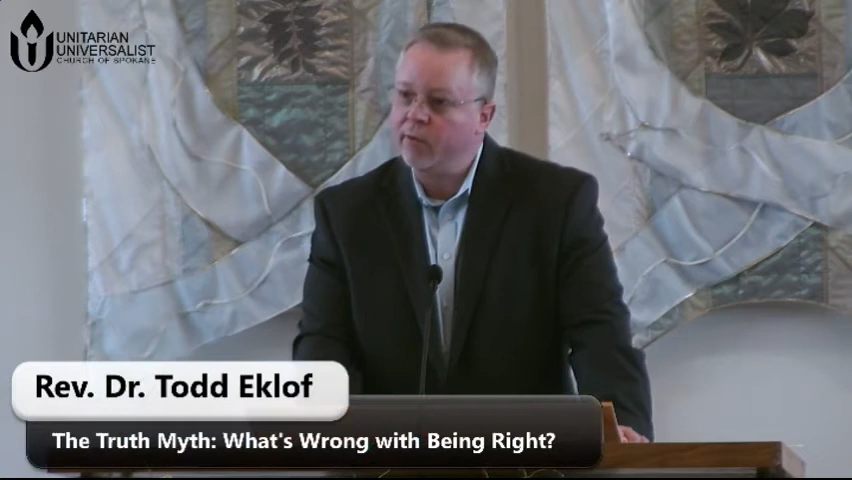 UNITARIAN
UNIVERSALIST
CHURCH OF SPOKANE
Rev. Dr. Todd Eklof
The Truth Myth: What's Wrong with Being Right?